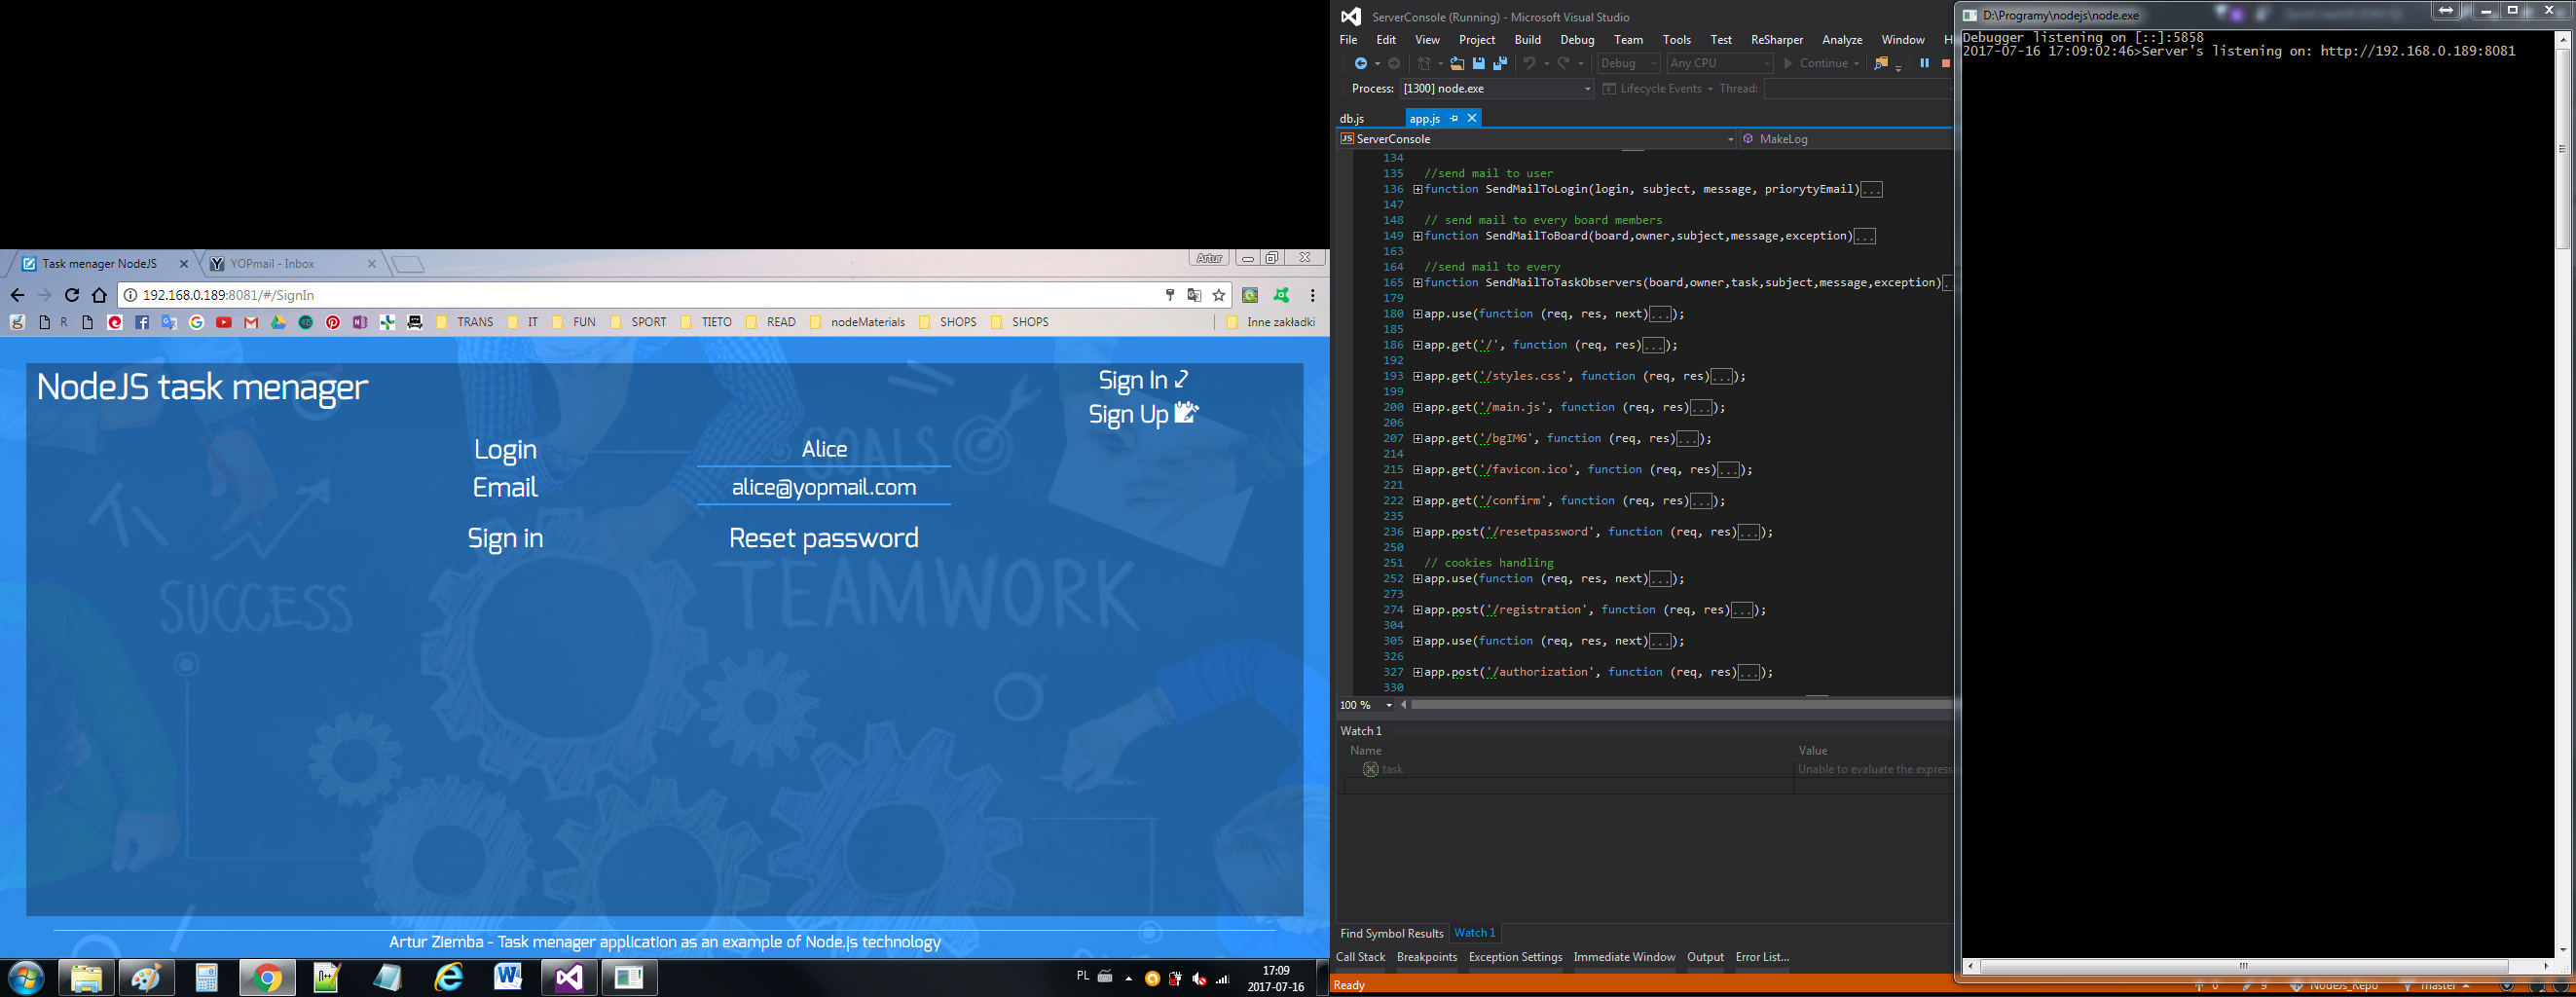 Task menager NodeJS
YOPmail - Inbox
Artur
192.168.0.189:8081/#/SignIn
R
TRANS
IT
FUN
SPORT
TIETO
READ
nodeMaterials
SHOPS
SHOPS
Inne zakładki
NodeJS task menager
Sign In
Sign Up
Login
Alice
Email
alice@yopmail.com
Sign in
Reset password
GOALS
SUCCESS
TEAMWORK
Artur Ziemba - Task menager application as an example of Node.js technology
PL
17:09
2017-07-16
ServerConsole (Running) - Microsoft Visual Studio
File Edit View Project Build Debug Team Tools Test ReSharper Analyze Window
Debug Any CPU Continue
Process: [1300] node.exe Lifecycle Events Thread:
db.js app.js
ServerConsole MakeLog
134
135 //send mail to user
136 function SendMailToLogin(login, subject, message, priorytyEmail)...
147
148 // send mail to every board members
149 function SendMailToBoard(board,owner,subject,message,exception)...
163
164 //send mail to every
165 function SendMailToTaskObservers(board,owner,task,subject,message,exception)
179
180 app.use(function (req, res, next)...);
185
186 app.get('/', function (req, res)...);
192
193 app.get('/styles.css', function (req, res)...);
199
200 app.get('/main.js', function (req, res)...);
206
207 app.get('/bgIMG', function (req, res)...);
214
215 app.get('/favicon.ico', function (req, res)...);
221
222 app.get('/confirm', function (req, res)...);
235
236 app.post('/resetpassword', function (req, res)...);
250
251 // cookies handling
252 app.use(function (req, res, next)...);
273
274 app.post('/registration', function (req, res)...);
304
305 app.use(function (req, res, next)...);
326
327 app.post('/authorization', function (req, res)...);
330
100 %
Watch 1
Name Value
task Unable to evaluate the express
Find Symbol Results Watch 1
Call Stack Breakpoints Exception Settings Immediate Window Output Error List...
Ready 0 9 NodeJs_Repo master
D:\Programy\nodejs\node.exe
Debugger listening on [::]:5858
2017-07-16 17:09:02:46>Server's listening on: http://192.168.0.189:8081